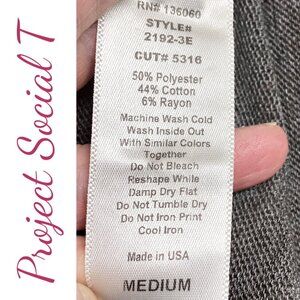 Project Social T
RN# 136060
STYLE#
2192-3E
CUT# 5316
50% Polyester
44% Cotton
6% Rayon
Machine Wash Cold
Wash Inside Out
With Similar Colors
Together
Do Not Bleach
Reshape While
Damp Dry Flat
Do Not Tumble Dry
Do Not Iron Print
Cool Iron
Made in USA
MEDIUM